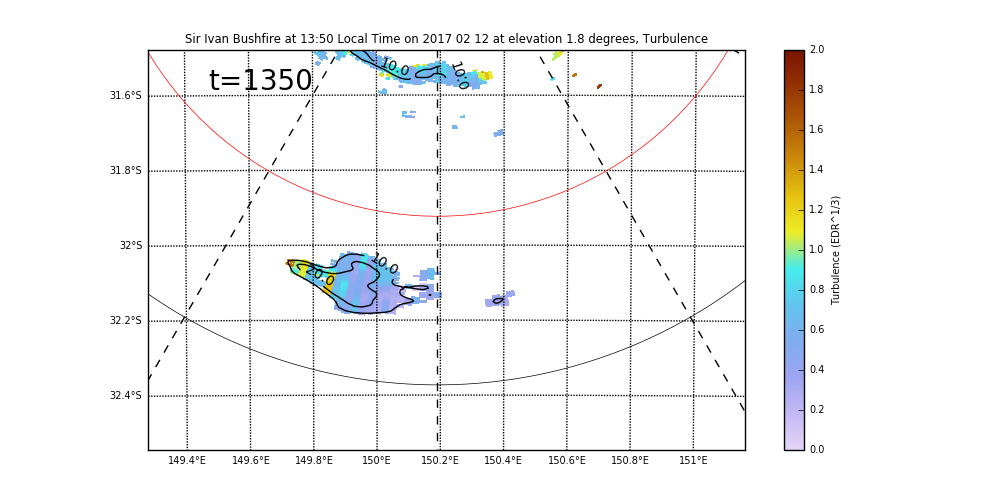 Sir Ivan Bushfire at 13:50 Local Time on 2017 02 12 at elevation 1.8 degrees, Turbulence
t=1350
10.0
10.0
10.0
20.0
31.6°S
31.8°S
32°S
32.2°S
32.4°S
149.4°E 149.6°E 149.8°E 150°E 150.2°E 150.4°E 150.6°E 150.8°E 151°E
2.0
1.8
1.6
1.4
1.2
1.0
0.8
0.6
0.4
0.2
0.0
Turbulence (EDR^1/3)